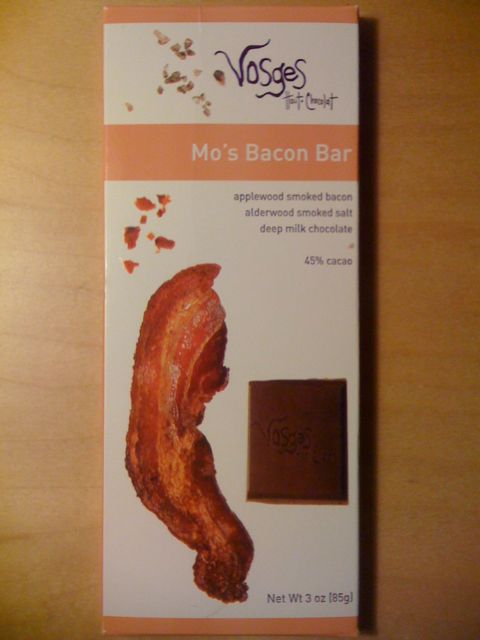 Vosges
Haut-Chocolat
Mo's Bacon Bar
applewood smoked bacon
alderwood smoked salt
deep milk chocolate
45% cacao
Vosges
Net Wt 3 oz (85g)